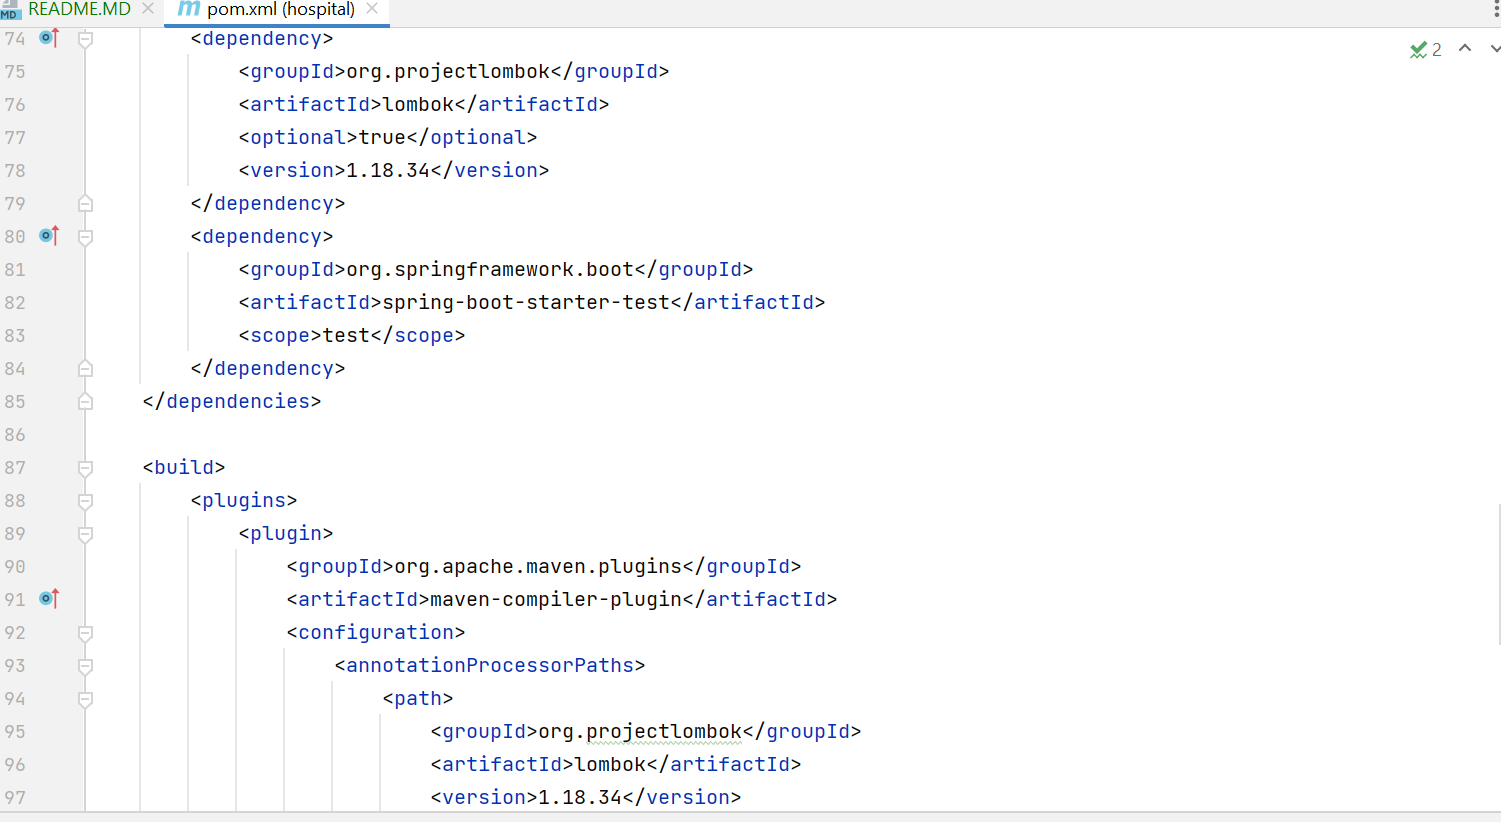 MD README.MD m pom.xml (hospital)
74 <dependency>
2
75 <groupId>org.projectlombok</groupId>
76 <artifactId>lombok</artifactId>
77 <optional>true</optional>
78 <version>1.18.34</version>
79 </dependency>
80 <dependency>
81 <groupId>org.springframework.boot</groupId>
82 <artifactId>spring-boot-starter-test</artifactId>
83 <scope>test</scope>
84 </dependency>
85 </dependencies>
86
87 <build>
88 <plugins>
89 <plugin>
90 <groupId>org.apache.maven.plugins</groupId>
91 <artifactId>maven-compiler-plugin</artifactId>
92 <configuration>
93 <annotationProcessorPaths>
94 <path>
95 <groupId>org.projectlombok</groupId>
96 <artifactId>lombok</artifactId>
97 <version>1.18.34</version>